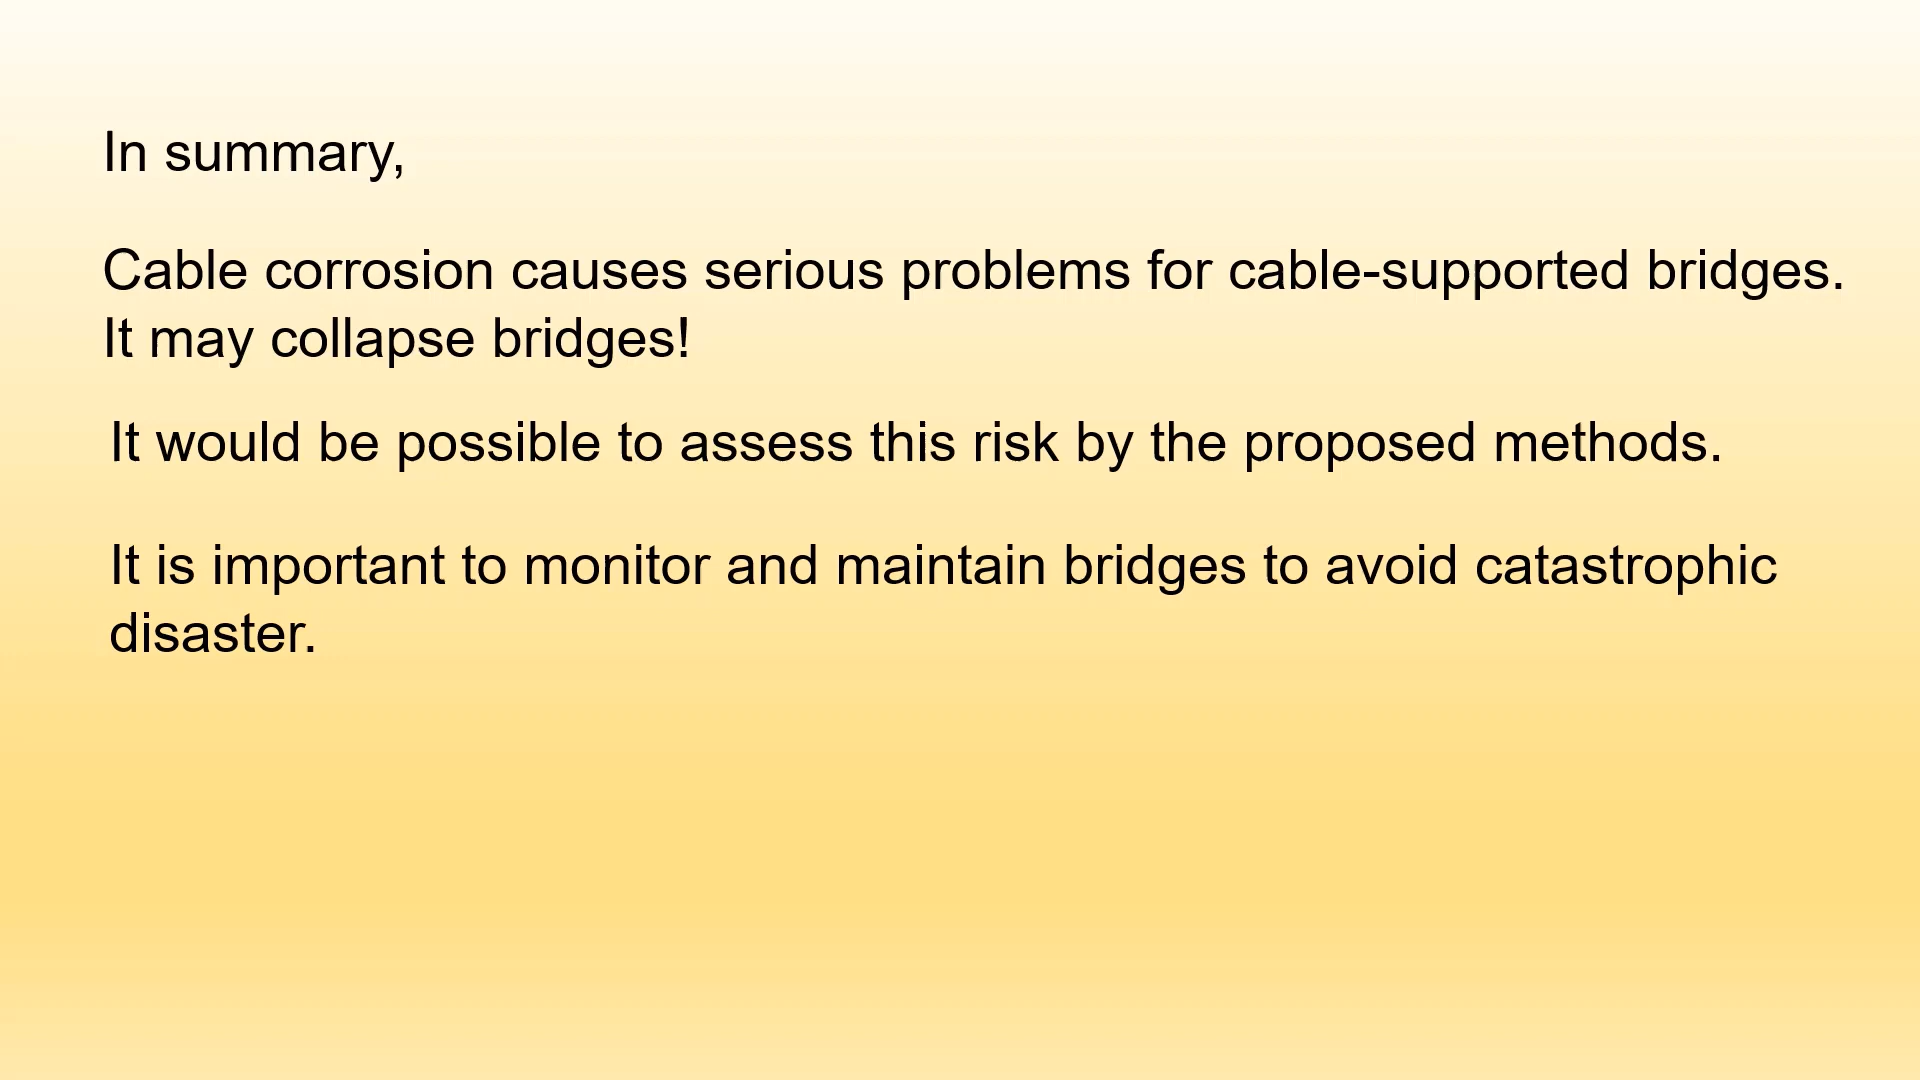 In summary,
Cable corrosion causes serious problems for cable-supported bridges.
It may collapse bridges!
It would be possible to assess this risk by the proposed methods.
It is important to monitor and maintain bridges to avoid catastrophic
disaster.